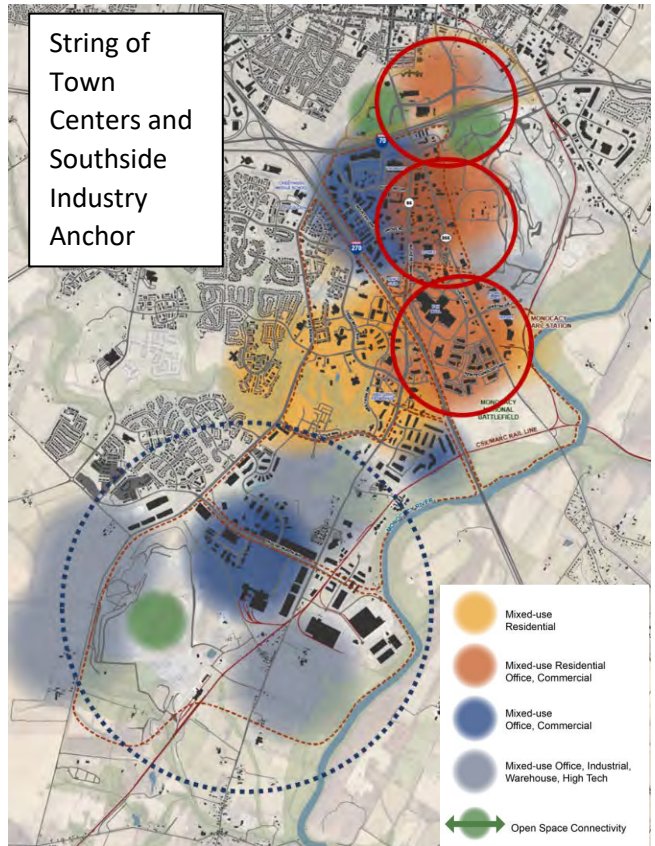 String of
Town
Centers and
Southside
Industry
Anchor
70
270
MONOCACY
MARC STATION
MONOCACY
NATIONAL
BATTLEFIELD
CSX/MARC RAIL LINE
Mixed-use
Residential
Mixed-use Residential
Office, Commercial
Mixed-use
Office, Commercial
Mixed-use Office, Industrial,
Warehouse, High Tech
Open Space Connectivity